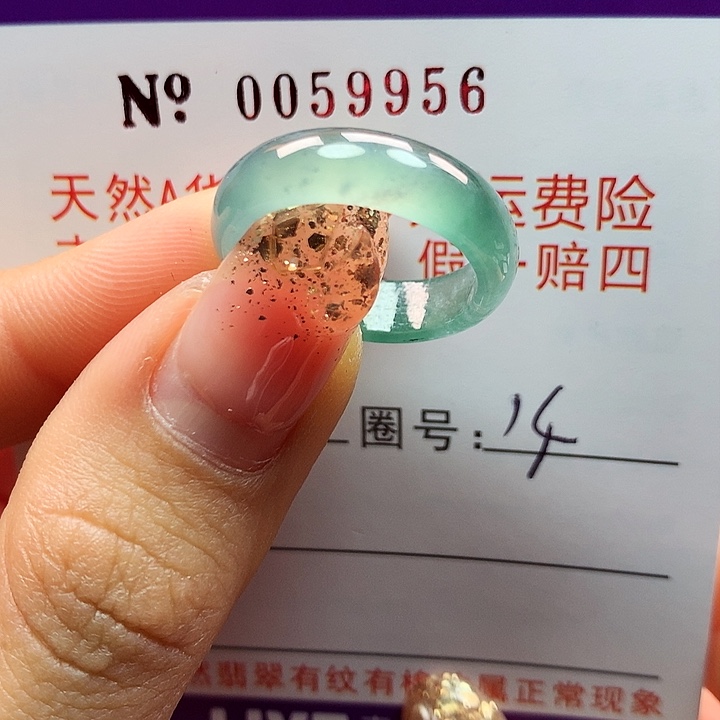 No 0059956
天然A货 运费险
假一赔四
圈号: 14
翡翠有纹有棉属正常现象
LIVE